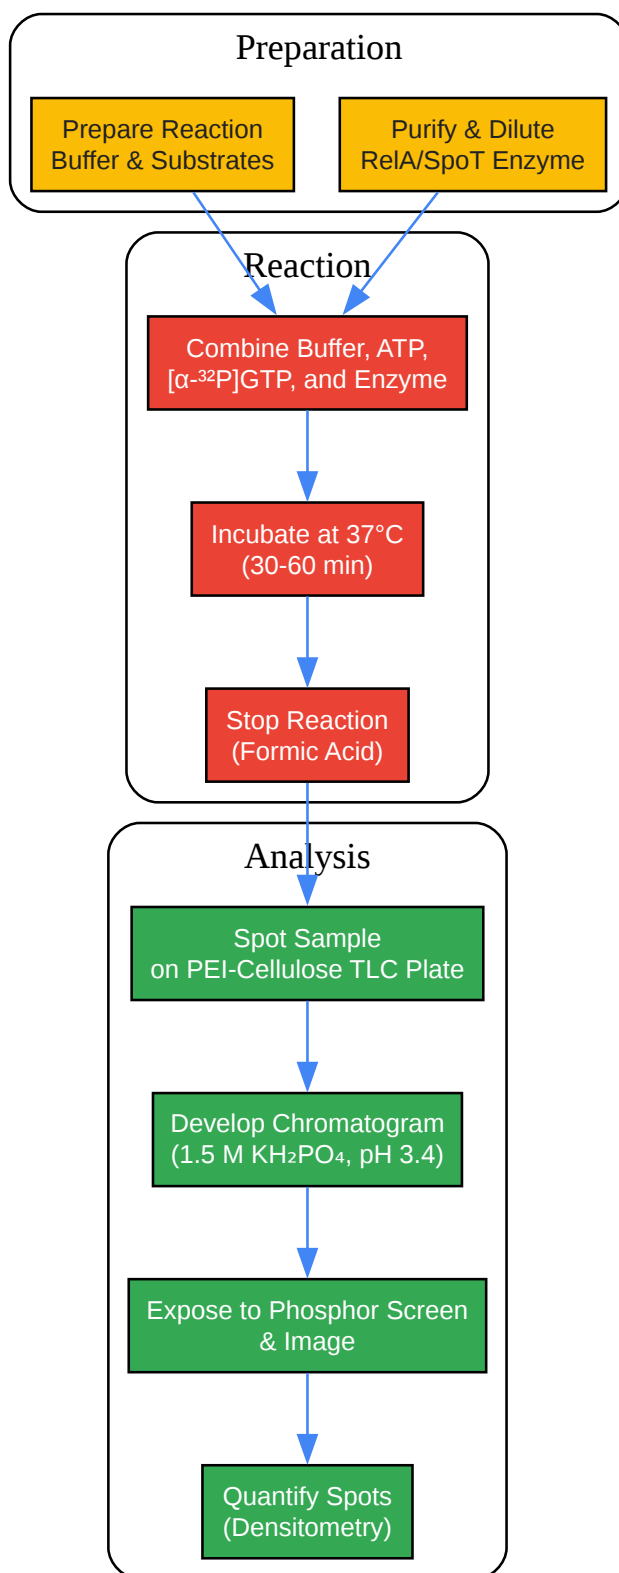 Preparation
Prepare Reaction
Buffer & Substrates
Purify & Dilute
RelA/SpoT Enzyme
Reaction
Combine Buffer, ATP,
[α-³²P]GTP, and Enzyme
Incubate at 37°C
(30-60 min)
Stop Reaction
(Formic Acid)
Analysis
Spot Sample
on PEI-Cellulose TLC Plate
Develop Chromatogram
(1.5 M KH₂PO₄, pH 3.4)
Expose to Phosphor Screen
& Image
Quantify Spots
(Densitometry)